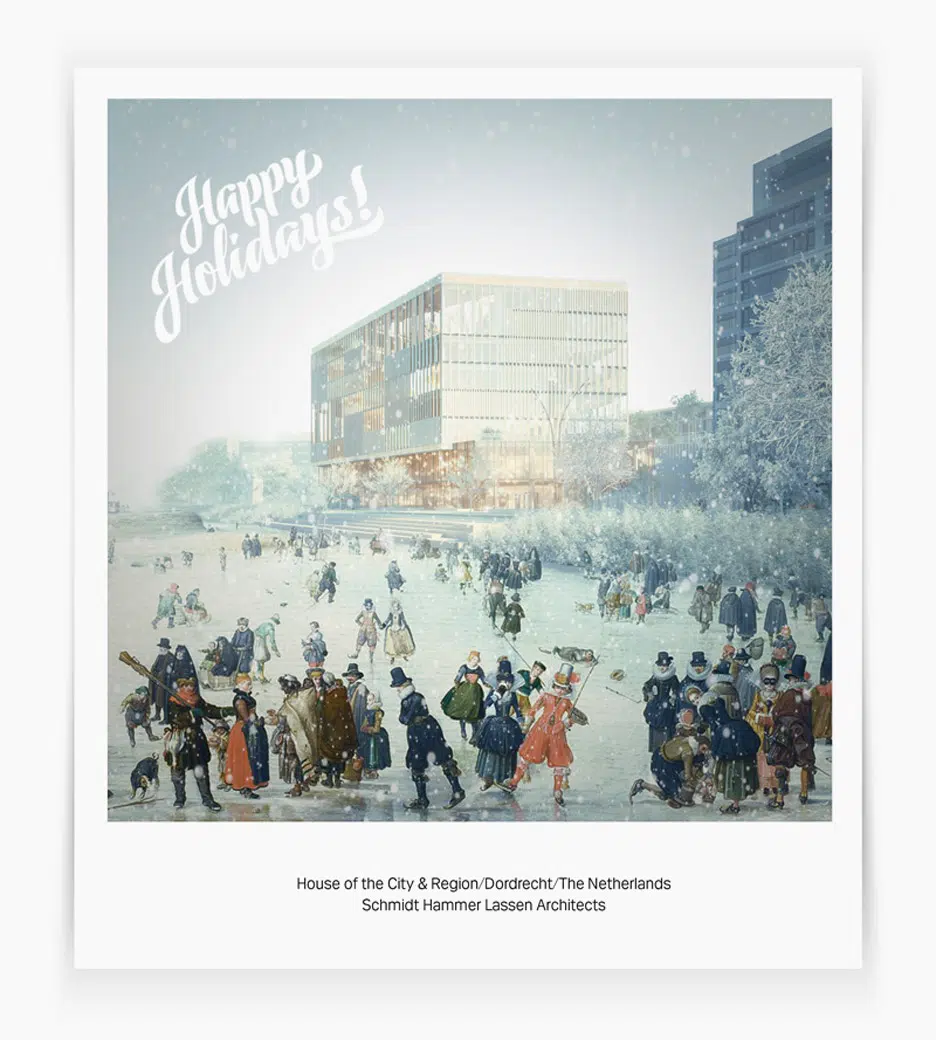 Happy
Holidays!
House of the City & Region/Dordrecht/The Netherlands
Schmidt Hammer Lassen Architects